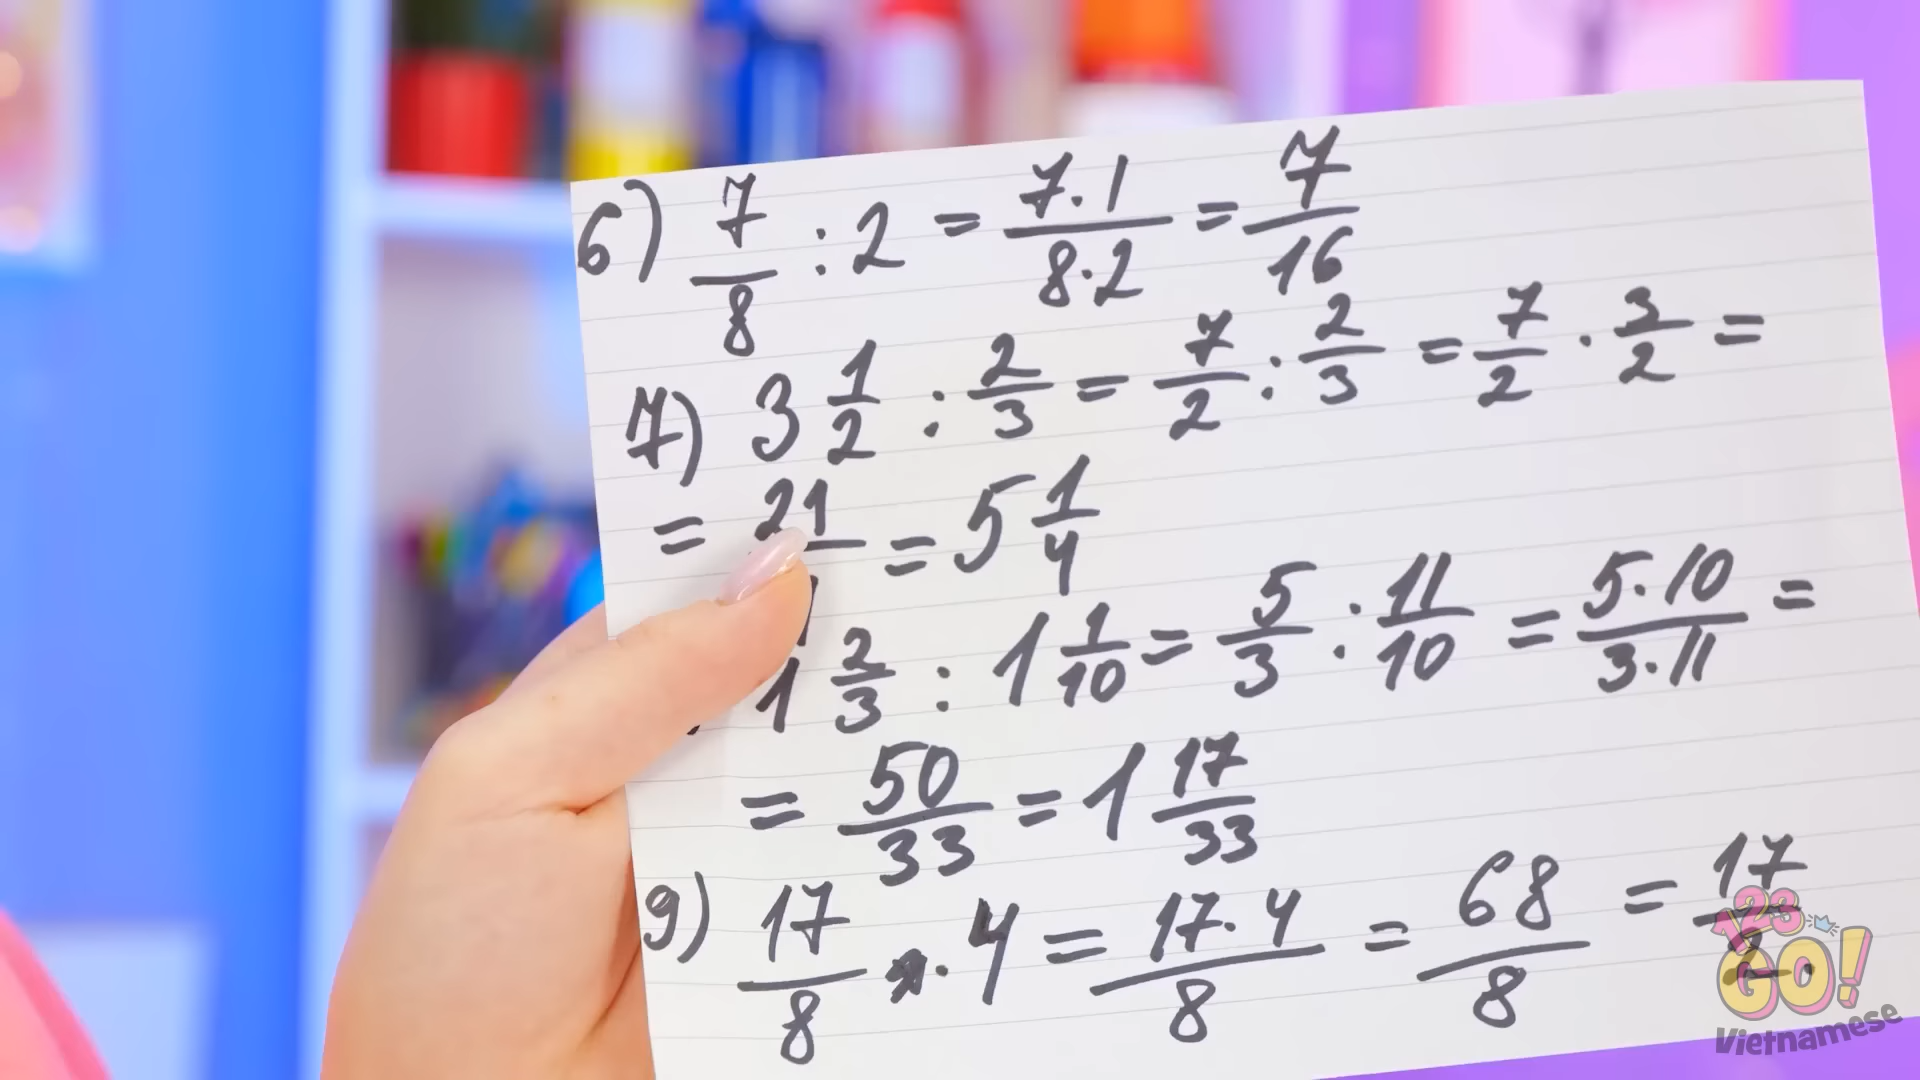 6) 7/8 : 2 = 7·1/8·2 = 7/16
7) 3 1/2 : 2/3 = 7/2 : 2/3 = 7/2 · 3/2 =
= 21/ = 5 1/4
1 2/3 : 1 1/10 = 5/3 : 11/10 = 5·10/3·11 =
= 50/33 = 1 17/33
9) 17/8 · 4 = 17·4/8 = 68/8 = 17/2
123 GO!
Vietnamese